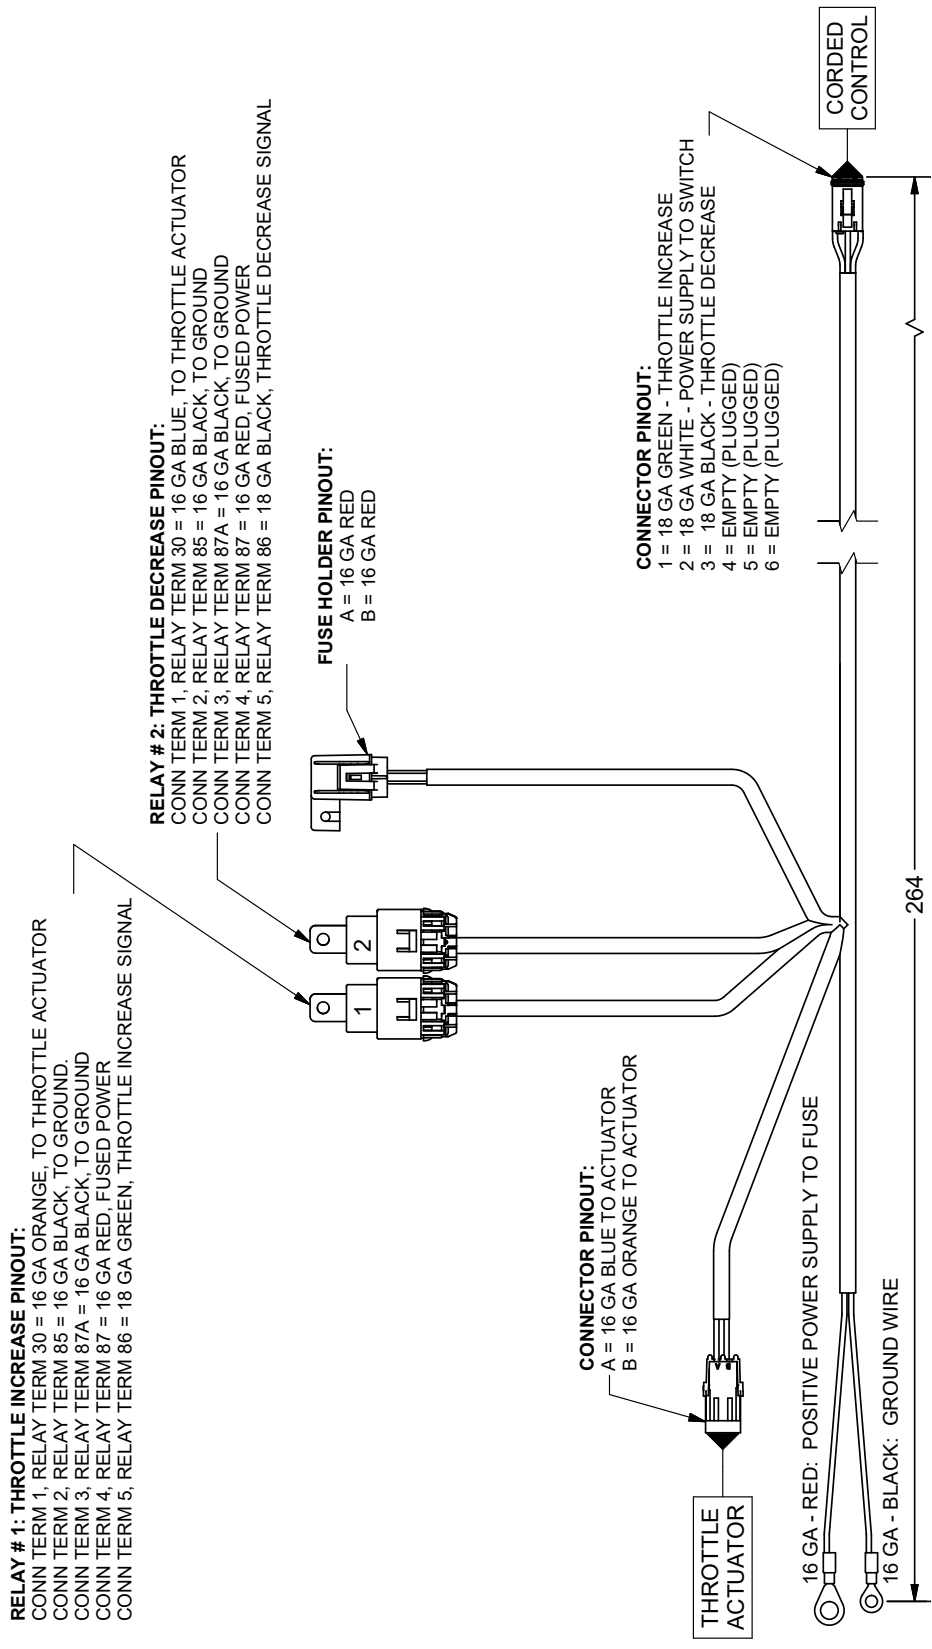 RELAY # 1: THROTTLE INCREASE PINOUT:
CONN TERM 1, RELAY TERM 30 = 16 GA ORANGE, TO THROTTLE ACTUATOR
CONN TERM 2, RELAY TERM 85 = 16 GA BLACK, TO GROUND.
CONN TERM 3, RELAY TERM 87A = 16 GA BLACK, TO GROUND
CONN TERM 4, RELAY TERM 87 = 16 GA RED, FUSED POWER
CONN TERM 5, RELAY TERM 86 = 18 GA GREEN, THROTTLE INCREASE SIGNAL
RELAY # 2: THROTTLE DECREASE PINOUT:
CONN TERM 1, RELAY TERM 30 = 16 GA BLUE, TO THROTTLE ACTUATOR
CONN TERM 2, RELAY TERM 85 = 16 GA BLACK, TO GROUND
CONN TERM 3, RELAY TERM 87A = 16 GA BLACK, TO GROUND
CONN TERM 4, RELAY TERM 87 = 16 GA RED, FUSED POWER
CONN TERM 5, RELAY TERM 86 = 18 GA BLACK, THROTTLE DECREASE SIGNAL
FUSE HOLDER PINOUT:
A = 16 GA RED
B = 16 GA RED
1
2
CONNECTOR PINOUT:
A = 16 GA BLUE TO ACTUATOR
B = 16 GA ORANGE TO ACTUATOR
A
B
THROTTLE
ACTUATOR
CONNECTOR PINOUT:
1 = 18 GA GREEN - THROTTLE INCREASE
2 = 18 GA WHITE - POWER SUPPLY TO SWITCH
3 = 18 GA BLACK - THROTTLE DECREASE
4 = EMPTY (PLUGGED)
5 = EMPTY (PLUGGED)
6 = EMPTY (PLUGGED)
CORDED
CONTROL
16 GA - RED: POSITIVE POWER SUPPLY TO FUSE
16 GA - BLACK: GROUND WIRE
264